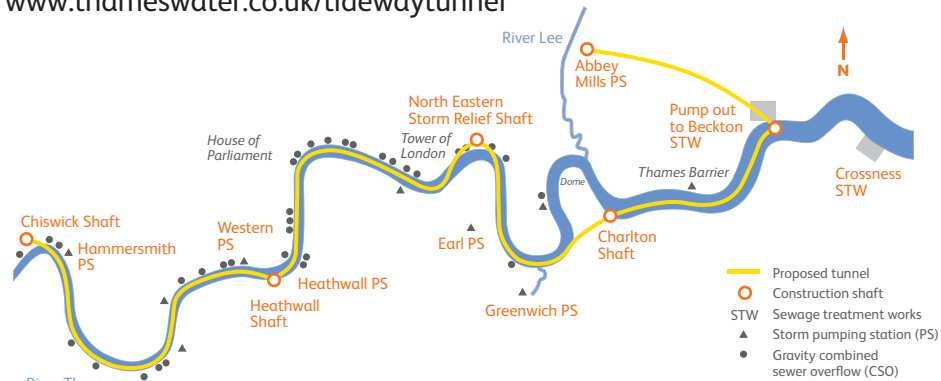 www.thameswater.co.uk/tidewaytunnel
River Lee
Abbey
Mills PS
N
North Eastern
Storm Relief Shaft
Pump out
to Beckton
STW
House of
Parliament
Tower of
London
Dome
Thames Barrier
Crossness
STW
Chiswick Shaft
Hammersmith
PS
Western
PS
Earl PS
Charlton
Shaft
Heathwall PS
Heathwall
Shaft
Greenwich PS
Proposed tunnel
Construction shaft
STW Sewage treatment works
Storm pumping station (PS)
Gravity combined
sewer overflow (CSO)